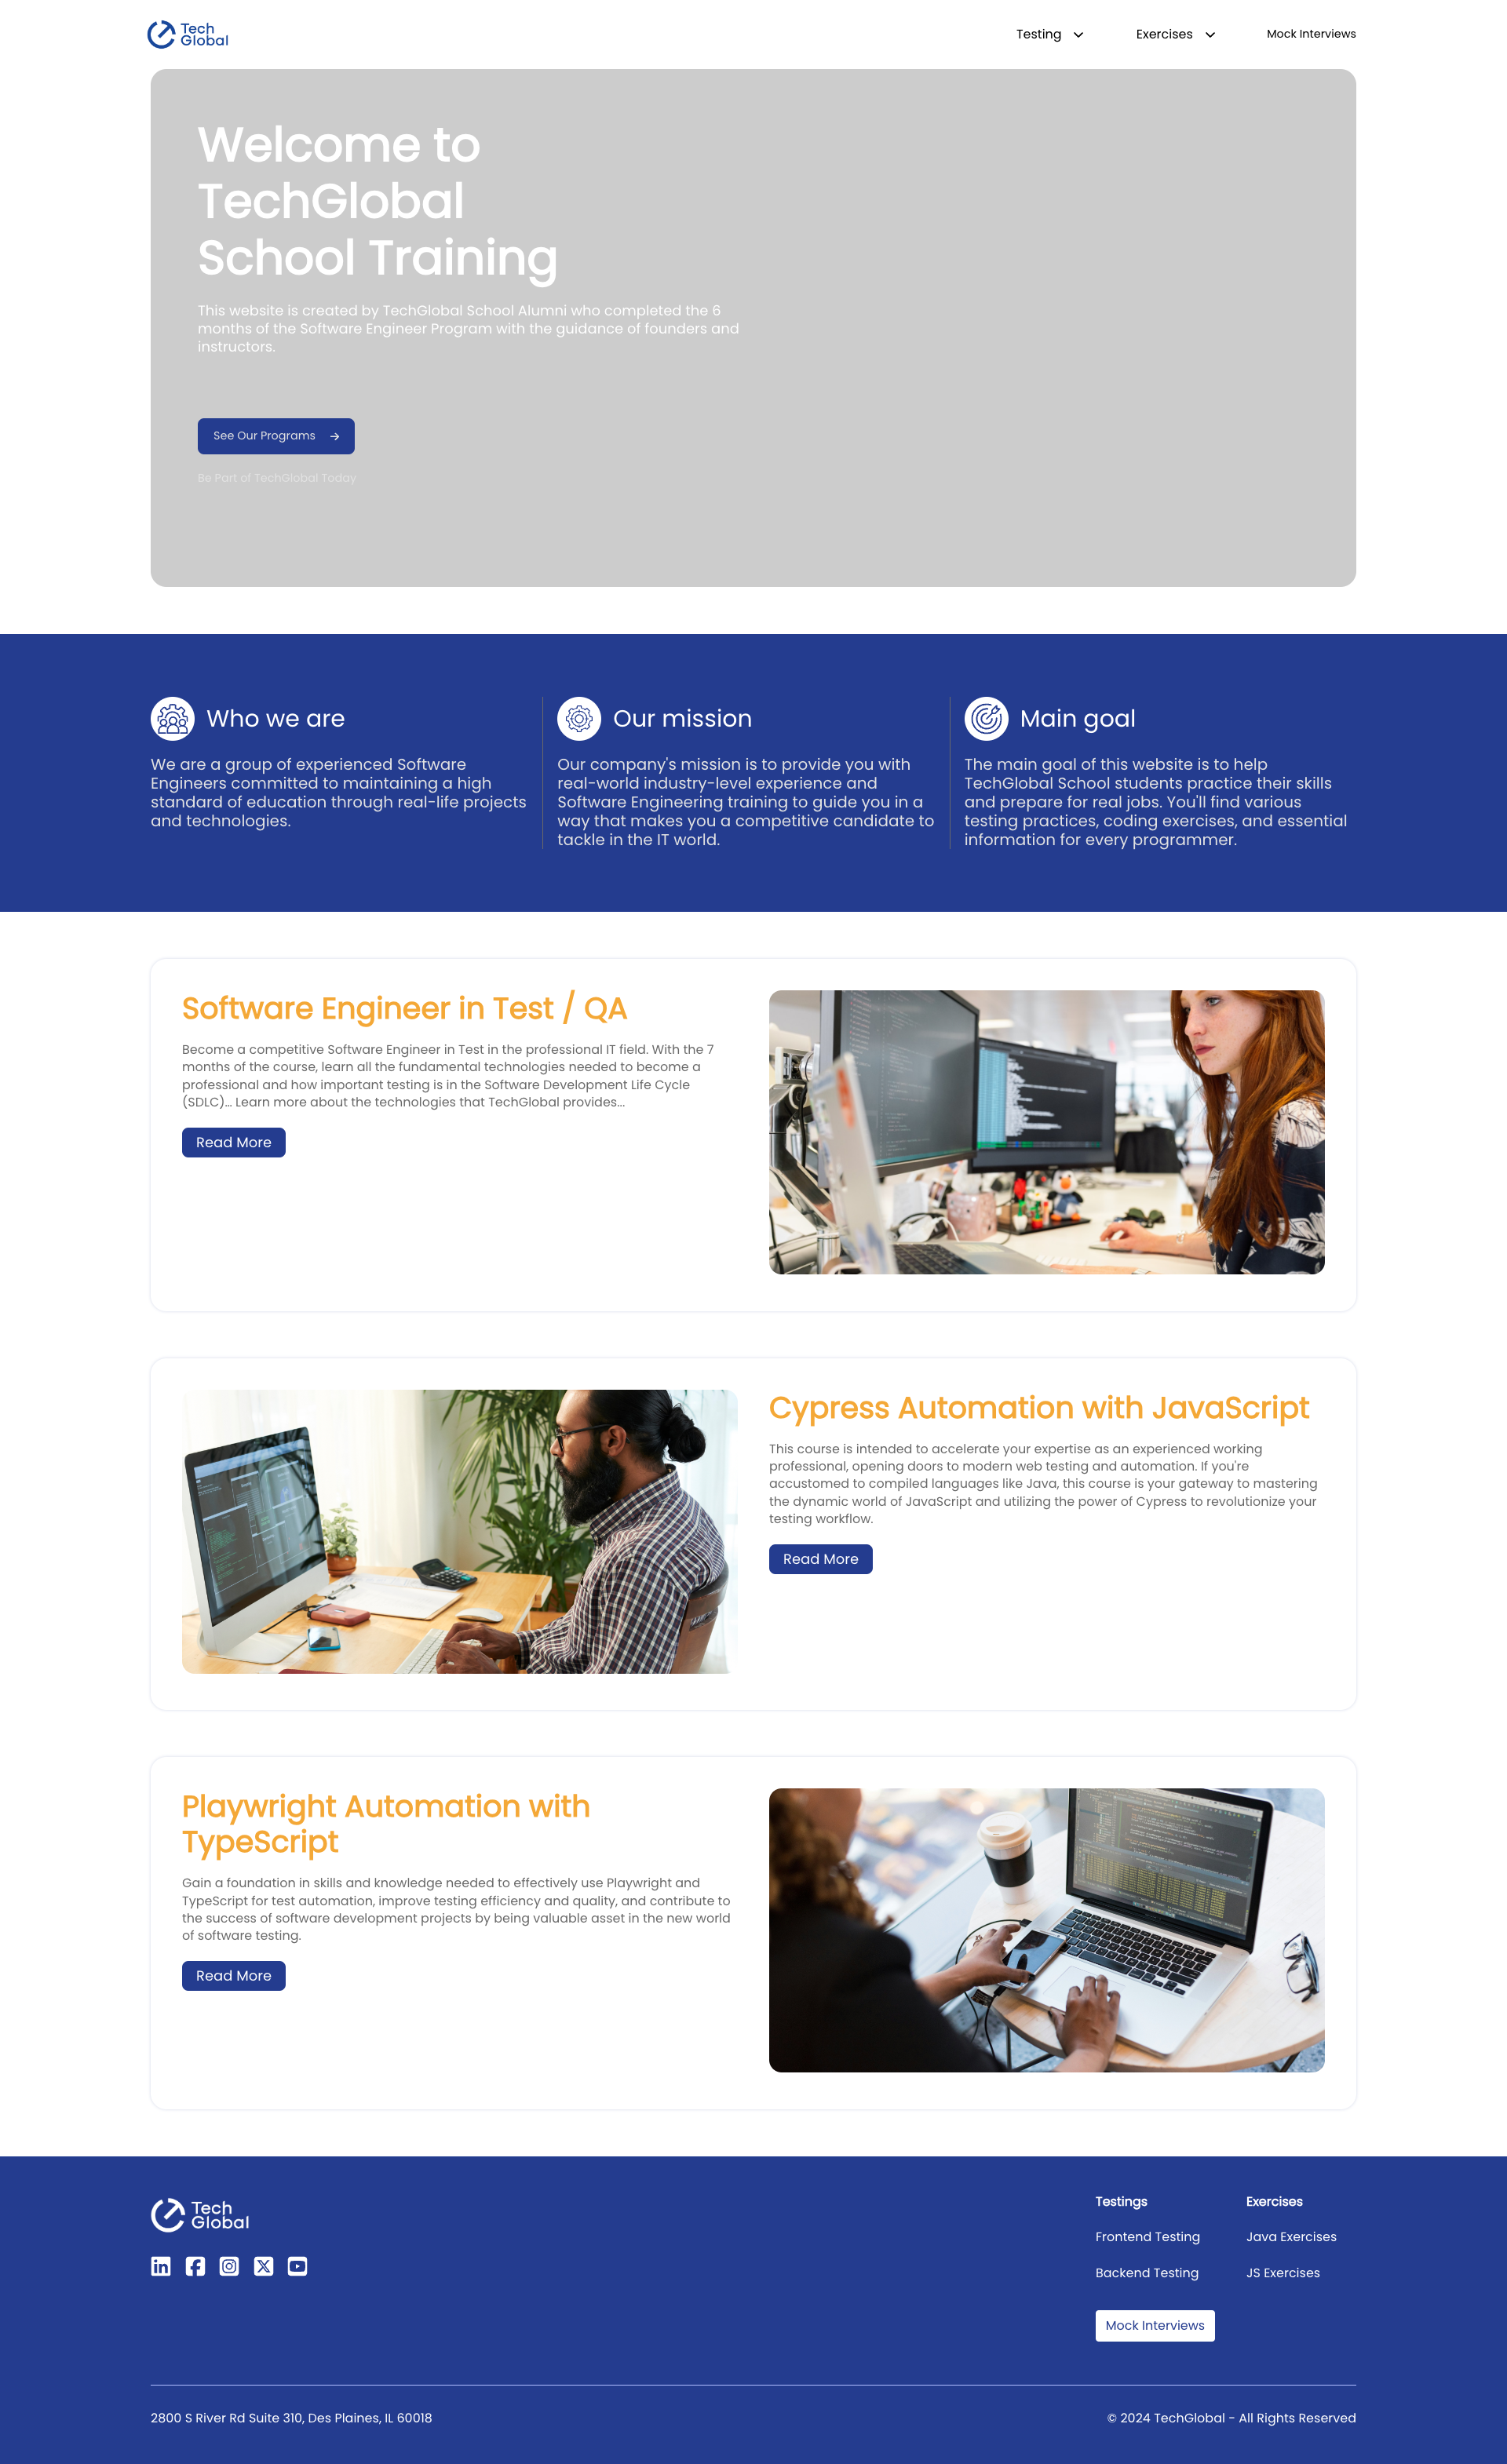 Tech
Global
Testing
Exercises
Mock Interviews
Welcome to
TechGlobal
School Training
This website is created by TechGlobal School Alumni who completed the 6
months of the Software Engineer Program with the guidance of founders and
instructors.
See Our Programs
Be Part of TechGlobal Today
Who we are
We are a group of experienced Software
Engineers committed to maintaining a high
standard of education through real-life projects
and technologies.
Our mission
Our company's mission is to provide you with
real-world industry-level experience and
Software Engineering training to guide you in a
way that makes you a competitive candidate to
tackle in the IT world.
Main goal
The main goal of this website is to help
TechGlobal School students practice their skills
and prepare for real jobs. You'll find various
testing practices, coding exercises, and essential
information for every programmer.
Software Engineer in Test / QA
Become a competitive Software Engineer in Test in the professional IT field. With the 7
months of the course, learn all the fundamental technologies needed to become a
professional and how important testing is in the Software Development Life Cycle
(SDLC)... Learn more about the technologies that TechGlobal provides...
Read More
Cypress Automation with JavaScript
This course is intended to accelerate your expertise as an experienced working
professional, opening doors to modern web testing and automation. If you're
accustomed to compiled languages like Java, this course is your gateway to mastering
the dynamic world of JavaScript and utilizing the power of Cypress to revolutionize your
testing workflow.
Read More
Playwright Automation with
TypeScript
Gain a foundation in skills and knowledge needed to effectively use Playwright and
TypeScript for test automation, improve testing efficiency and quality, and contribute to
the success of software development projects by being valuable asset in the new world
of software testing.
Read More
Tech
Global
Testings
Frontend Testing
Backend Testing
Exercises
Java Exercises
JS Exercises
Mock Interviews
2800 S River Rd Suite 310, Des Plaines, IL 60018
© 2024 TechGlobal - All Rights Reserved